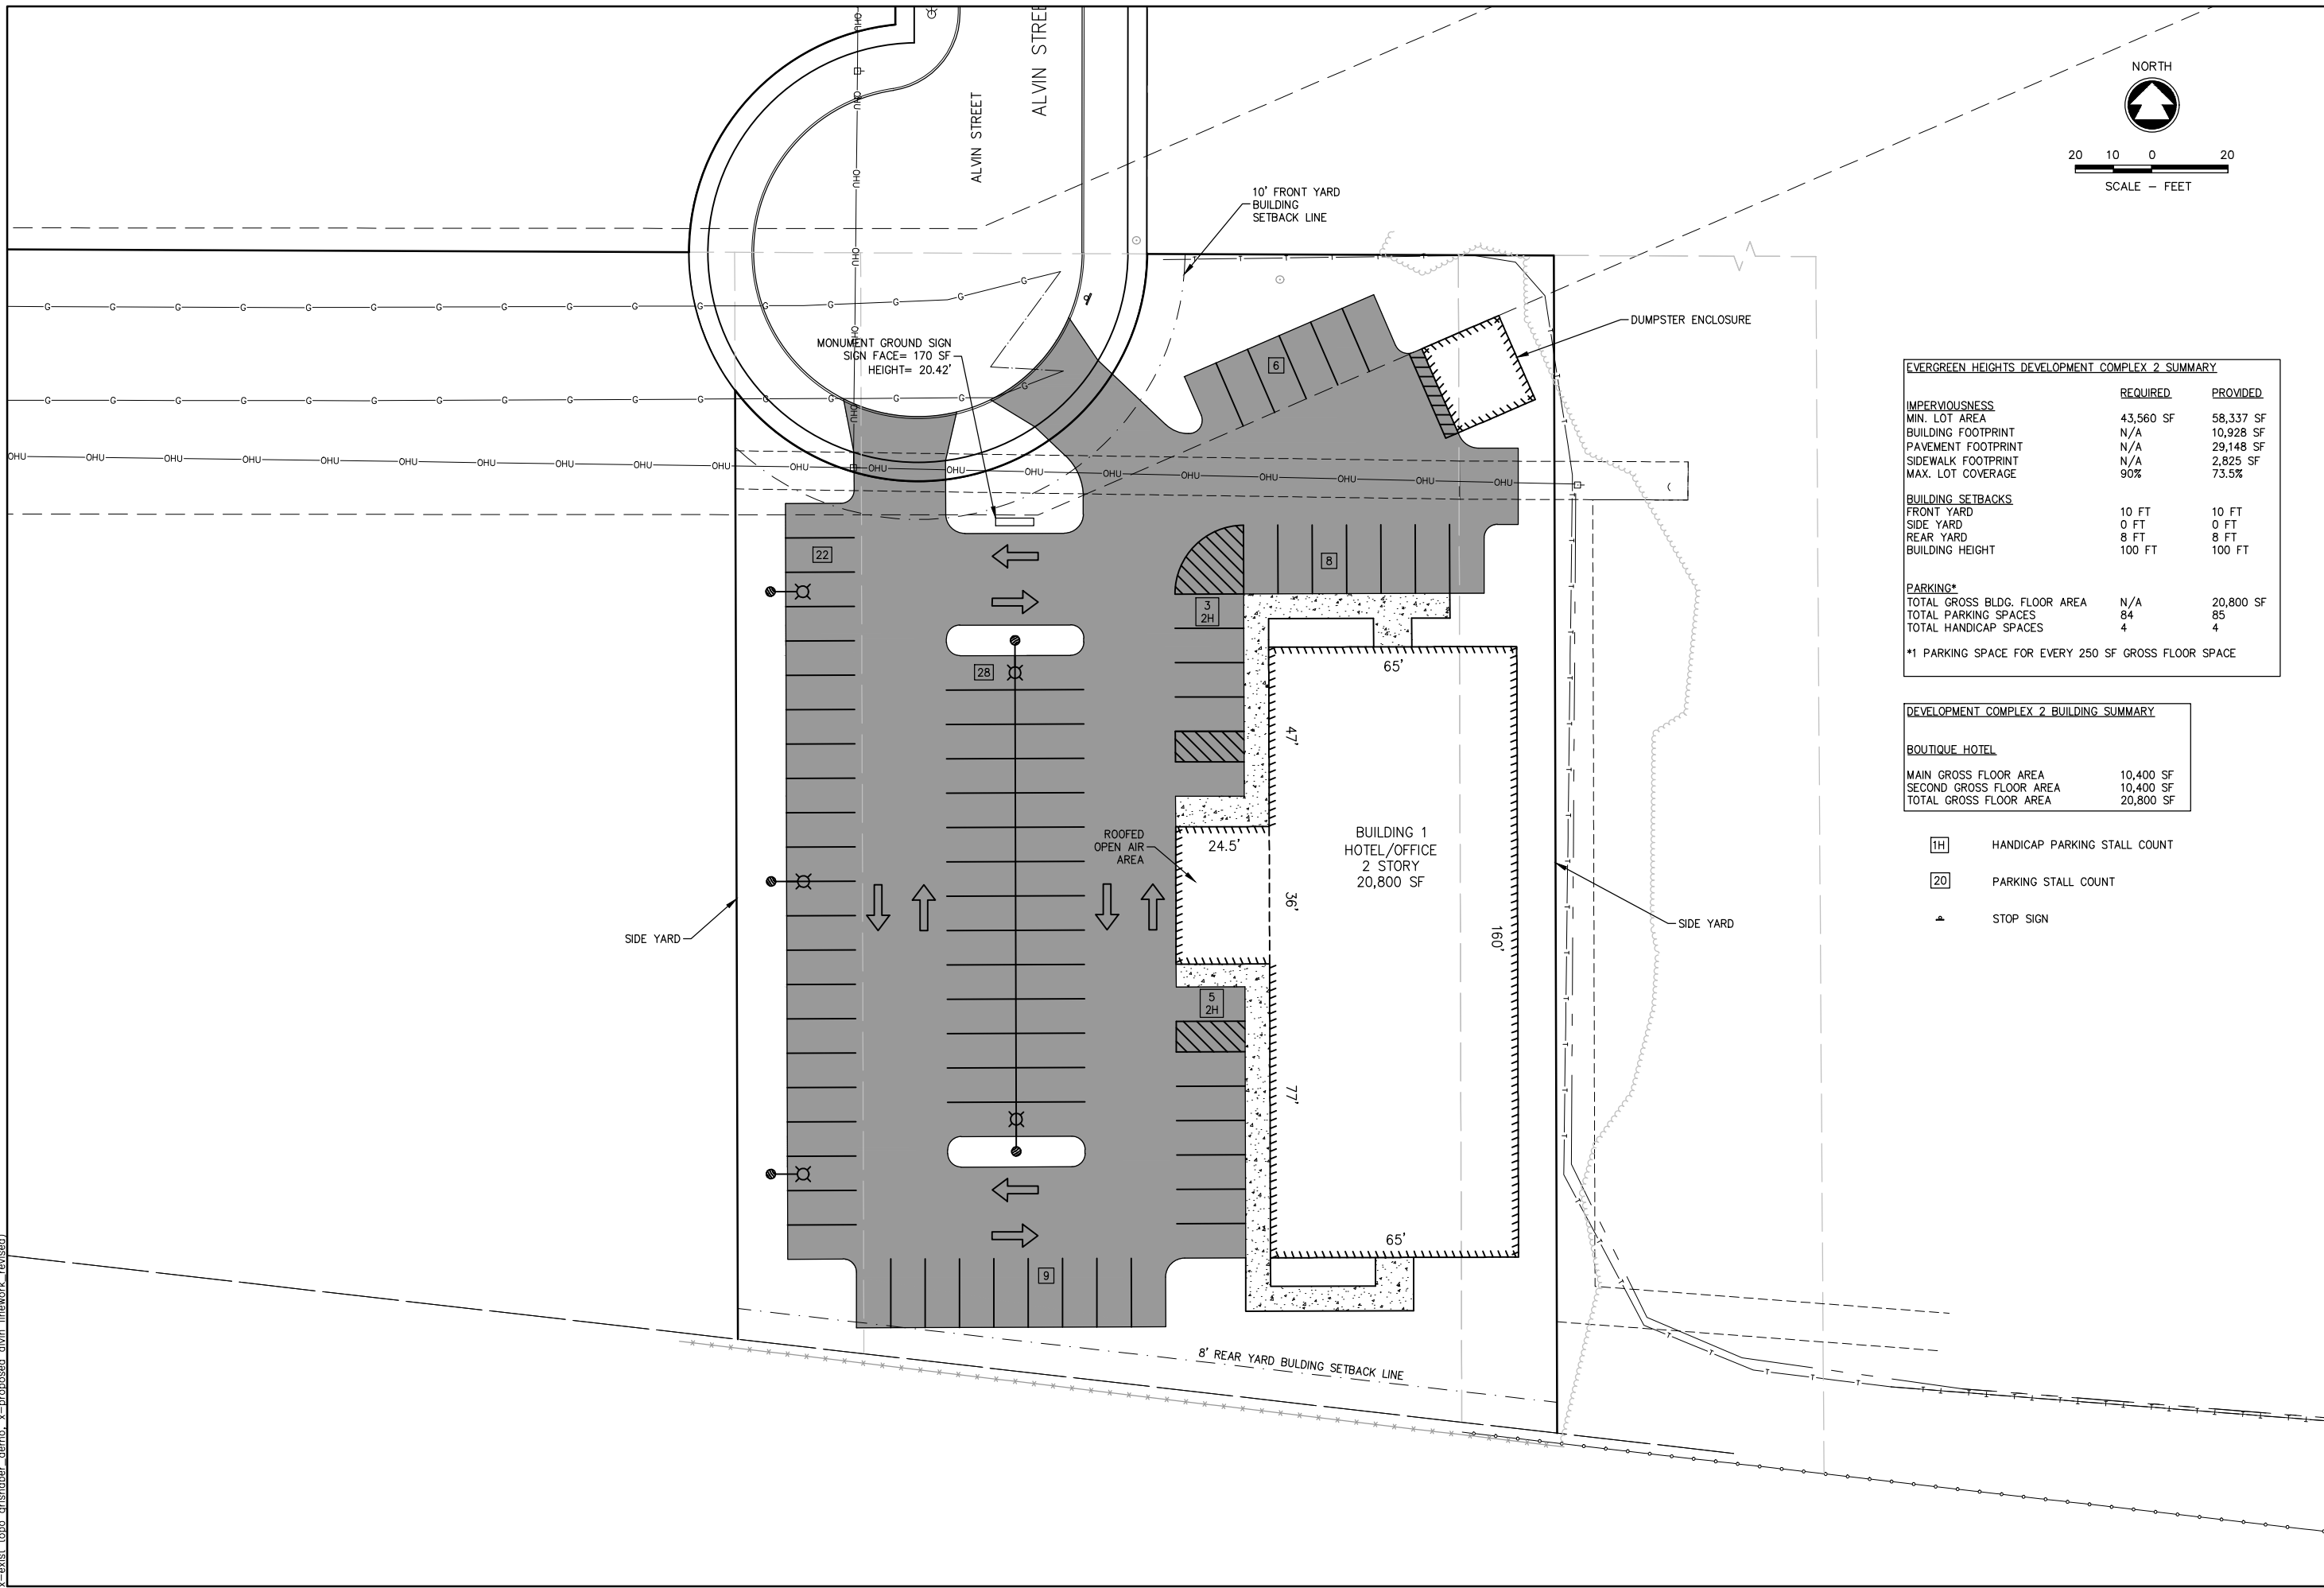 ALVIN STREE
ALVIN STREET
NORTH
20 10 0 20
SCALE – FEET
10' FRONT YARD
BUILDING
SETBACK LINE
MONUMENT GROUND SIGN
SIGN FACE= 170 SF
HEIGHT= 20.42'
DUMPSTER ENCLOSURE
6
22
8
3
2H
28
65'
47'
ROOFED
OPEN AIR
AREA
24.5'
36'
BUILDING 1
HOTEL/OFFICE
2 STORY
20,800 SF
160'
SIDE YARD
SIDE YARD
5
2H
77'
65'
9
8' REAR YARD BULDING SETBACK LINE
EVERGREEN HEIGHTS DEVELOPMENT COMPLEX 2 SUMMARY
REQUIRED PROVIDED
IMPERVIOUSNESS
MIN. LOT AREA 43,560 SF 58,337 SF
BUILDING FOOTPRINT N/A 10,928 SF
PAVEMENT FOOTPRINT N/A 29,148 SF
SIDEWALK FOOTPRINT N/A 2,825 SF
MAX. LOT COVERAGE 90% 73.5%
BUILDING SETBACKS
FRONT YARD 10 FT 10 FT
SIDE YARD 0 FT 0 FT
REAR YARD 8 FT 8 FT
BUILDING HEIGHT 100 FT 100 FT
PARKING*
TOTAL GROSS BLDG. FLOOR AREA N/A 20,800 SF
TOTAL PARKING SPACES 84 85
TOTAL HANDICAP SPACES 4 4
*1 PARKING SPACE FOR EVERY 250 SF GROSS FLOOR SPACE
DEVELOPMENT COMPLEX 2 BUILDING SUMMARY
BOUTIQUE HOTEL
MAIN GROSS FLOOR AREA 10,400 SF
SECOND GROSS FLOOR AREA 10,400 SF
TOTAL GROSS FLOOR AREA 20,800 SF
1H HANDICAP PARKING STALL COUNT
20 PARKING STALL COUNT
STOP SIGN